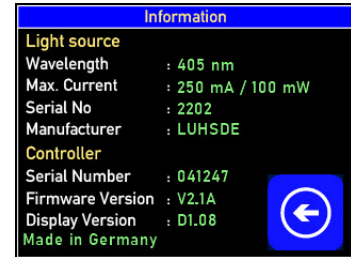 Information
Light source
Wavelength : 405 nm
Max. Current : 250 mA / 100 mW
Serial No : 2202
Manufacturer : LUHSDE
Controller
Serial Number : 041247
Firmware Version : V2.1A
Display Version : D1.08
Made in Germany